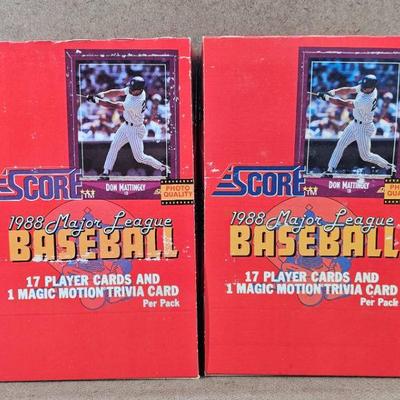 DON MATTINGLY
1B
SCORE
PHOTO QUALITY
1988 Major League
BASEBALL
17 PLAYER CARDS AND
1 MAGIC MOTION TRIVIA CARD
Per Pack
DON MATTINGLY
1B
SCORE
PHOTO QUALITY
1988 Major League
BASEBALL
17 PLAYER CARDS AND
1 MAGIC MOTION TRIVIA CARD
Per Pack